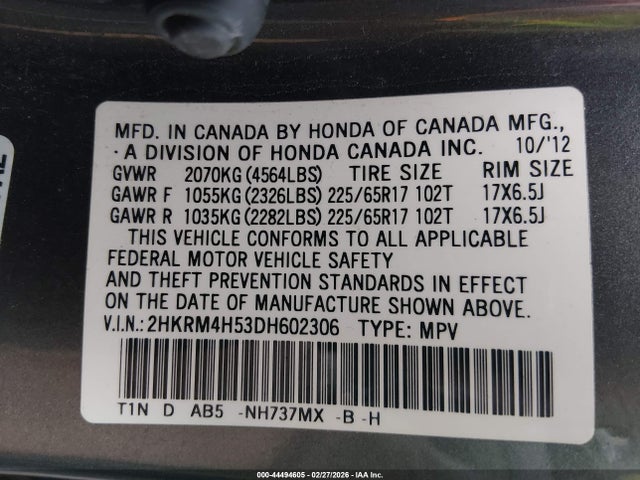 MFD. IN CANADA BY HONDA OF CANADA MFG.,
·A DIVISION OF HONDA CANADA INC. 10/'12
GVWR 2070KG(4564LBS) TIRE SIZE RIM SIZE
GAWR F 1055KG(2326LBS) 225/65R17 102T 17X6.5J
GAWR R 1035KG(2282LBS) 225/65R17 102T 17X6.5J
THIS VEHICLE CONFORMS TO ALL APPLICABLE
FEDERAL MOTOR VEHICLE SAFETY
AND THEFT PREVENTION STANDARDS IN EFFECT
ON THE DATE OF MANUFACTURE SHOWN ABOVE.
V.I.N.:2HKRM4H53DH602306 TYPE: MPV
T1N D AB5 -NH737MX -B -H
000-44494605 - 02/27/2026 - IAA Inc.